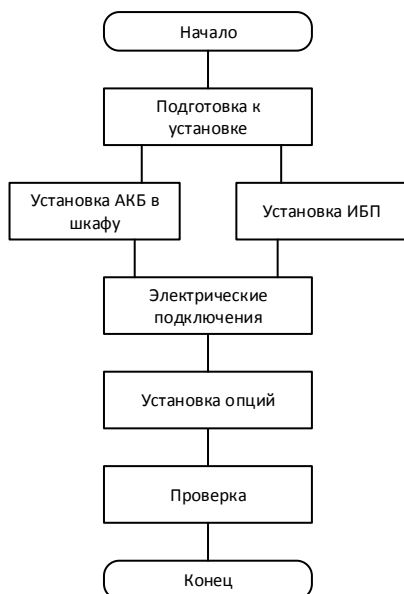 Начало
Подготовка к
установке
Установка АКБ в
шкафу
Установка ИБП
Электрические
подключения
Установка опций
Проверка
Конец